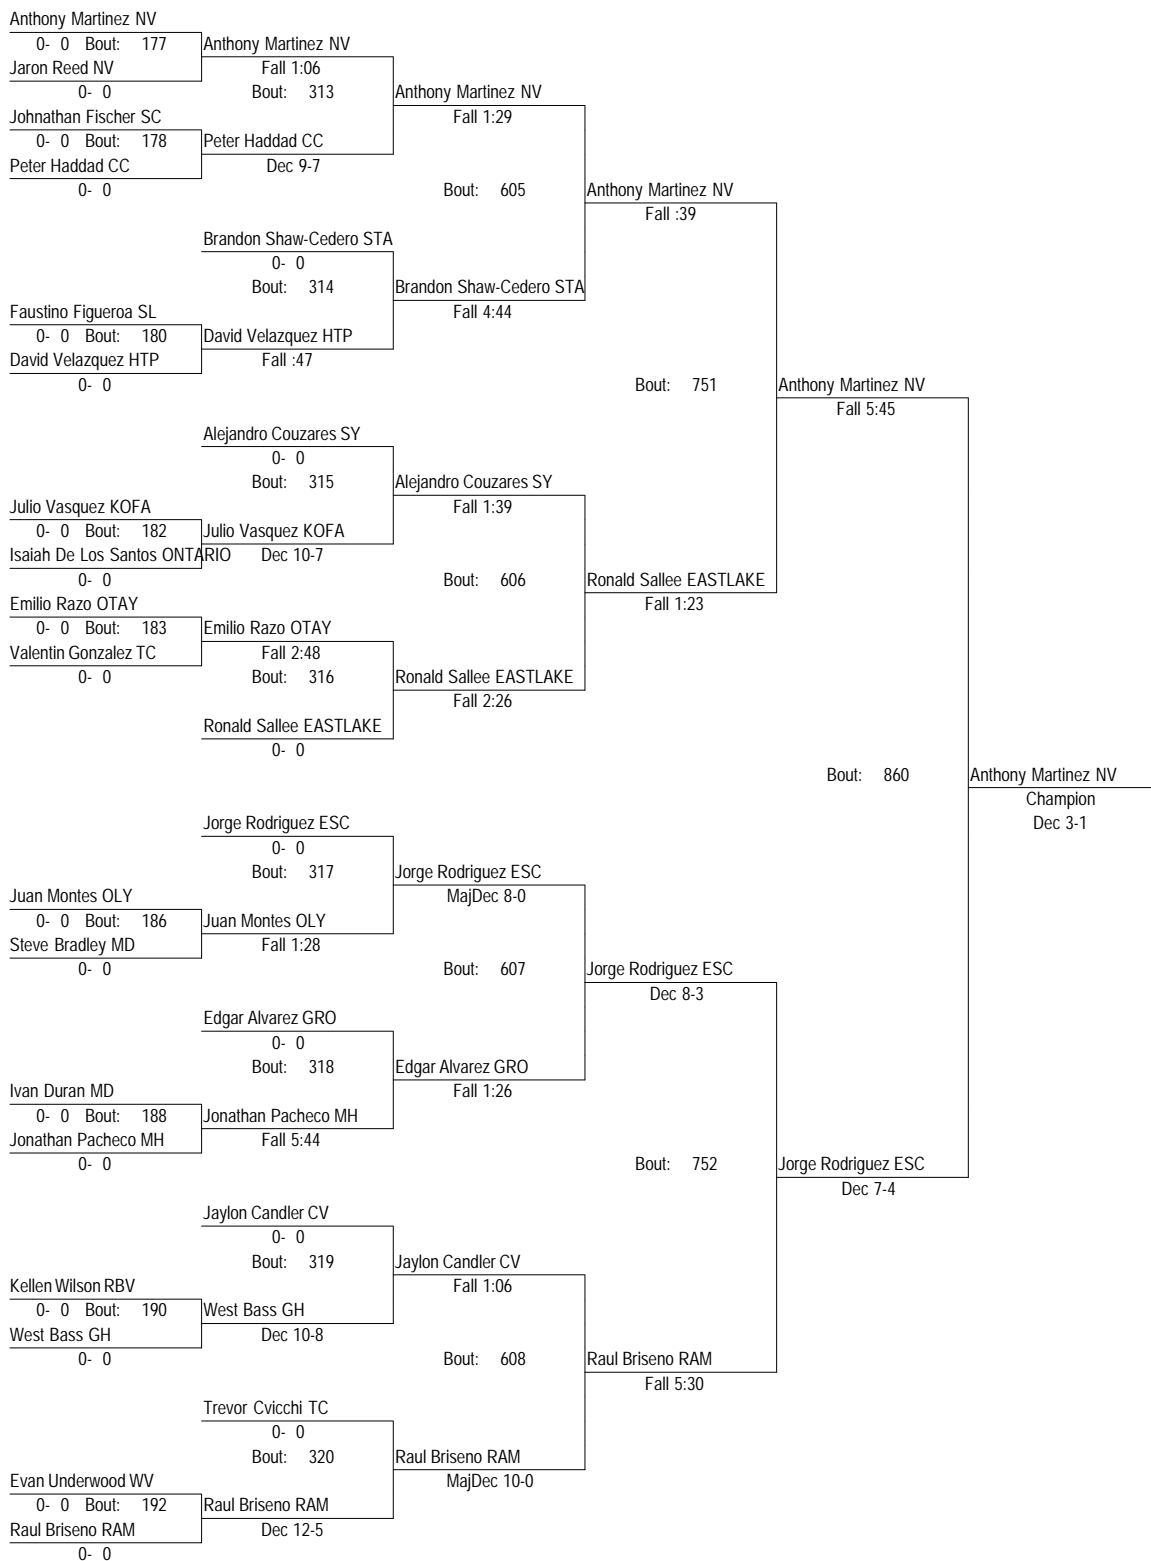 Anthony Martinez NV
0- 0 Bout: 177 Anthony Martinez NV
Jaron Reed NV Fall 1:06
0- 0 Bout: 313 Anthony Martinez NV
Johnathan Fischer SC Fall 1:29
0- 0 Bout: 178 Peter Haddad CC
Peter Haddad CC Dec 9-7
0- 0 Bout: 605 Anthony Martinez NV
Fall :39
Brandon Shaw-Cedero STA
0- 0
Bout: 314 Brandon Shaw-Cedero STA
Faustino Figueroa SL Fall 4:44
0- 0 Bout: 180 David Velazquez HTP
David Velazquez HTP Fall :47
0- 0 Bout: 751 Anthony Martinez NV
Fall 5:45
Alejandro Couzares SY
0- 0
Bout: 315 Alejandro Couzares SY
Julio Vasquez KOFA Fall 1:39
0- 0 Bout: 182 Julio Vasquez KOFA
Isaiah De Los Santos ONTARIO Dec 10-7
0- 0 Bout: 606 Ronald Sallee EASTLAKE
Emilio Razo OTAY Fall 1:23
0- 0 Bout: 183 Emilio Razo OTAY
Valentin Gonzalez TC Fall 2:48
0- 0 Bout: 316 Ronald Sallee EASTLAKE
Fall 2:26
Ronald Sallee EASTLAKE
0- 0
Bout: 860 Anthony Martinez NV
Champion
Jorge Rodriguez ESC Dec 3-1
0- 0
Bout: 317 Jorge Rodriguez ESC
Juan Montes OLY MajDec 8-0
0- 0 Bout: 186 Juan Montes OLY
Steve Bradley MD Fall 1:28
0- 0 Bout: 607 Jorge Rodriguez ESC
Dec 8-3
Edgar Alvarez GRO
0- 0
Bout: 318 Edgar Alvarez GRO
Ivan Duran MD Fall 1:26
0- 0 Bout: 188 Jonathan Pacheco MH
Jonathan Pacheco MH Fall 5:44
0- 0 Bout: 752 Jorge Rodriguez ESC
Dec 7-4
Jaylon Candler CV
0- 0
Bout: 319 Jaylon Candler CV
Kellen Wilson RBV Fall 1:06
0- 0 Bout: 190 West Bass GH
West Bass GH Dec 10-8
0- 0 Bout: 608 Raul Briseno RAM
Fall 5:30
Trevor Cvicchi TC
0- 0
Bout: 320 Raul Briseno RAM
Evan Underwood WV MajDec 10-0
0- 0 Bout: 192 Raul Briseno RAM
Raul Briseno RAM Dec 12-5
0- 0